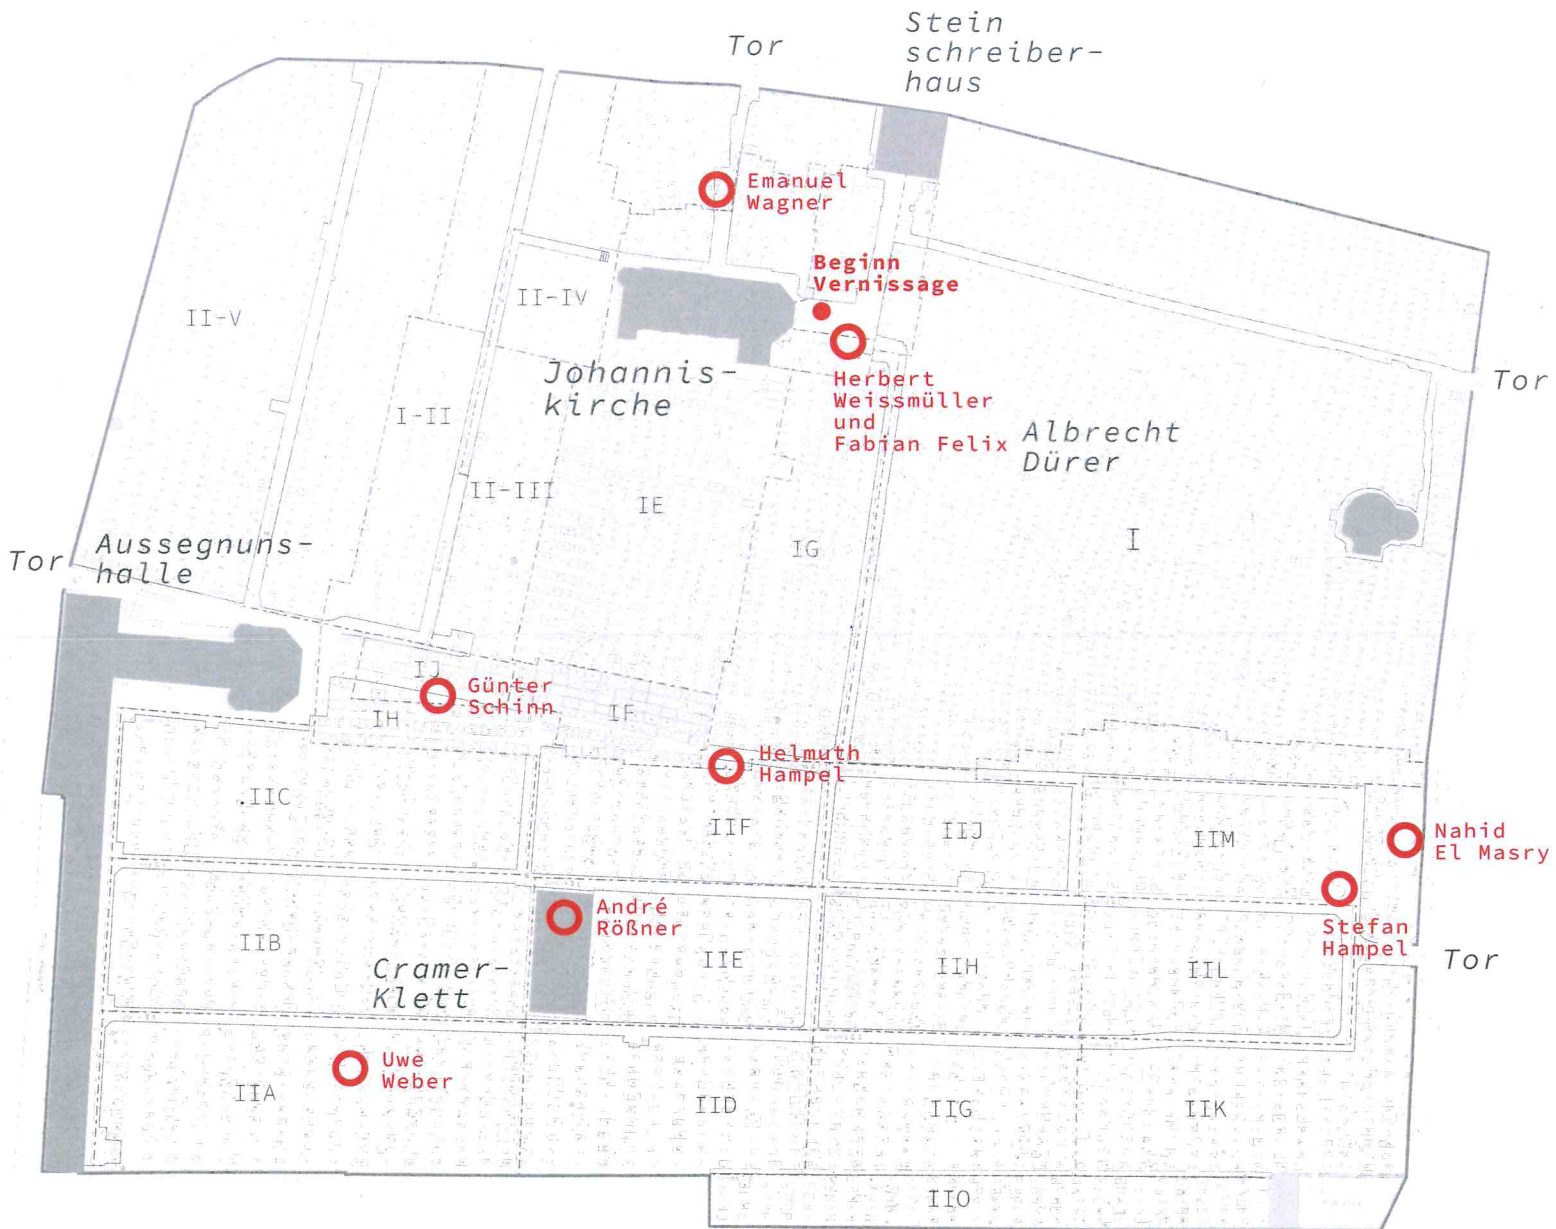 Stein
schreiber-
haus
Tor
Emanuel
Wagner
Beginn
Vernissage
II-IV
II-V
Johannis-
kirche
Herbert
Weissmüller
und
Fabian Felix
Tor
I-II
Albrecht
Dürer
II-III
IE
IG
I
Tor
Aussegnuns-
halle
IJ
Günter
Schinn
IH
IF
Helmuth
Hampel
.IIC
IIF
IIJ
IIM
Nahid
El Masry
André
Rößner
Stefan
Hampel
IIB
IIE
IIH
IIL
Tor
Cramer-
Klett
Uwe
Weber
IIA
IID
IIG
IIK
IIO